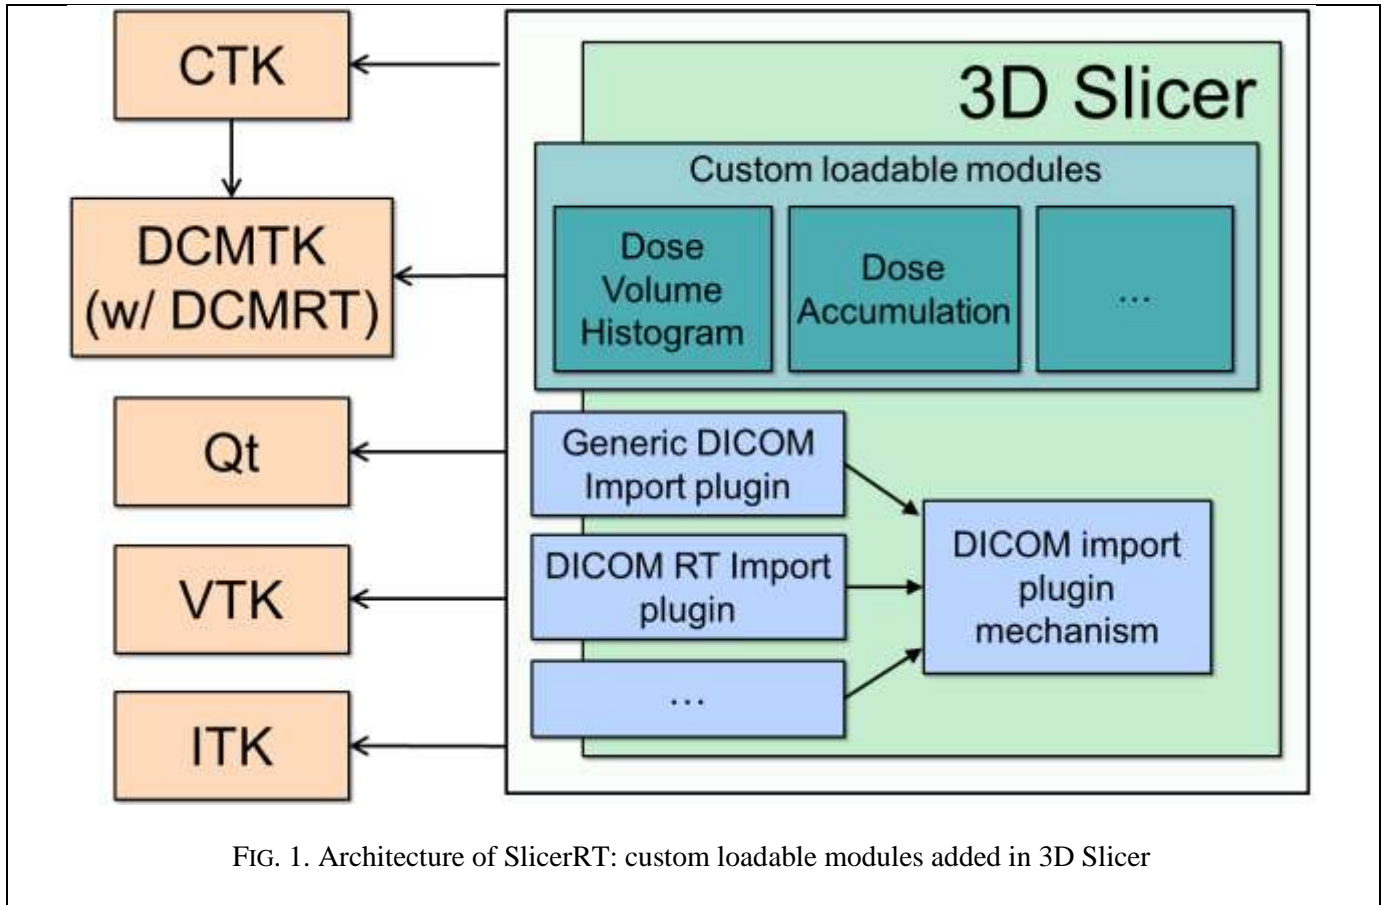 CTK
3D Slicer
Custom loadable modules
DCMTK
(w/ DCMRT)
Dose
Volume
Histogram
Dose
Accumulation
...
Qt
Generic DICOM
Import plugin
DICOM RT Import
plugin
...
DICOM import
plugin
mechanism
VTK
ITK
FIG. 1. Architecture of SlicerRT: custom loadable modules added in 3D Slicer